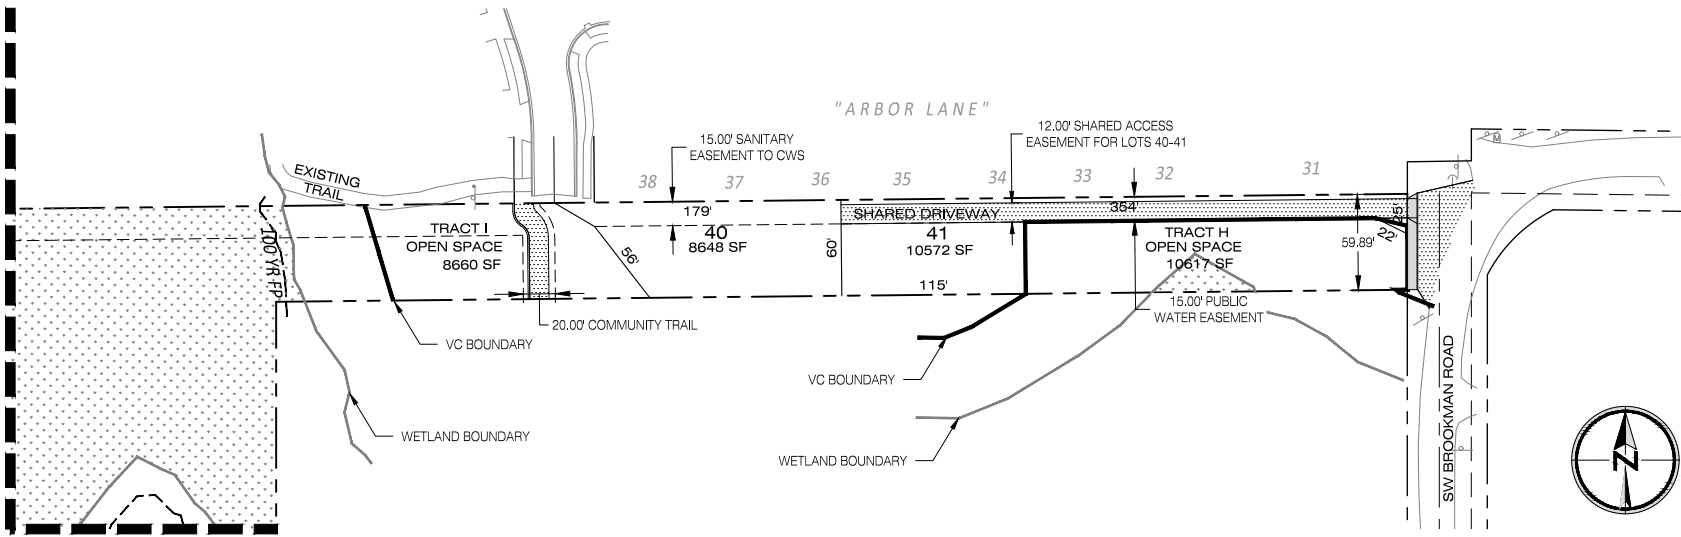 "ARBOR LANE"
15.00' SANITARY
EASEMENT TO CWS
12.00' SHARED ACCESS
EASEMENT FOR LOTS 40-41
M
EXISTING
TRAIL
38
37
36
35
34
33
32
31
100 YR FP
TRACT I
OPEN SPACE
8660 SF
179'
40
8648 SF
56'
60'
SHARED DRIVEWAY
41
10572 SF
115'
354'
TRACT H
OPEN SPACE
10617 SF
59.89'
25'
22'
15.00' PUBLIC
WATER EASEMENT
20.00' COMMUNITY TRAIL
VC BOUNDARY
VC BOUNDARY
WETLAND BOUNDARY
WETLAND BOUNDARY
SW BROOKMAN ROAD
N